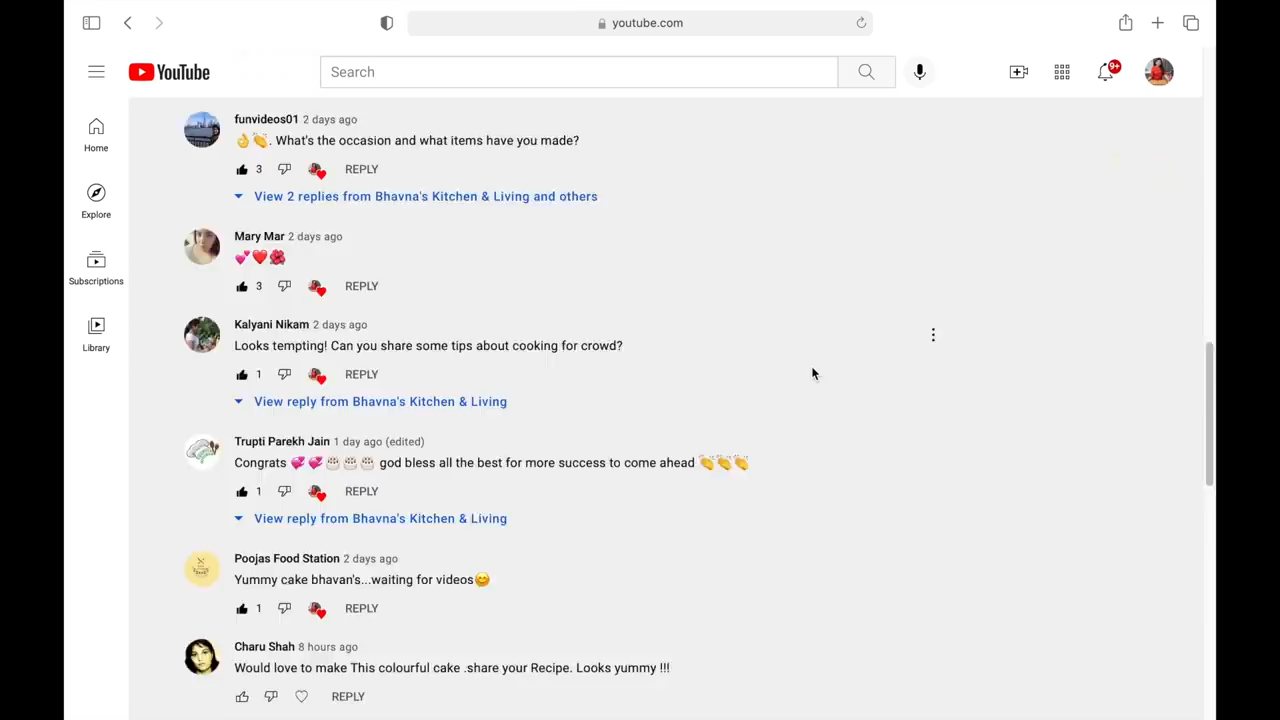 youtube.com
YouTube
Search
9+
Home
Explore
Subscriptions
Library
funvideos01 2 days ago
👌👏. What's the occasion and what items have you made?
3 REPLY
View 2 replies from Bhavna's Kitchen & Living and others
Mary Mar 2 days ago
💕❤️🌺
3 REPLY
Kalyani Nikam 2 days ago
Looks tempting! Can you share some tips about cooking for crowd?
1 REPLY
View reply from Bhavna's Kitchen & Living
Trupti Parekh Jain 1 day ago (edited)
Congrats 💞💞🎂🎂🎂 god bless all the best for more success to come ahead 👏👏👏
1 REPLY
View reply from Bhavna's Kitchen & Living
Poojas Food Station 2 days ago
Yummy cake bhavan's...waiting for videos😊
1 REPLY
Charu Shah 8 hours ago
Would love to make This colourful cake .share your Recipe. Looks yummy !!!
REPLY